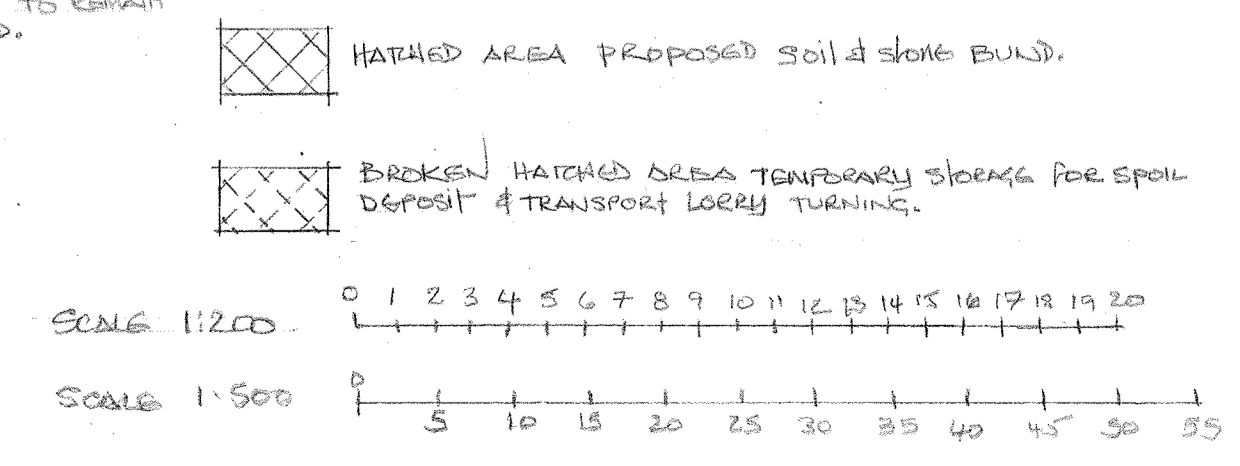 TO REMAIN
D.
HATCHED AREA PROPOSED Soil & stone BUND.
BROKEN HATCHED AREA TEMPORARY STORAGE FOR SPOIL
DEPOSIT & TRANSPORT LORRY TURNING.
0 1 2 3 4 5 6 7 8 9 10 11 12 13 14 15 16 17 18 19 20
SCALE 1:200
SCALE 1:500
0
5 10 15 20 25 30 35 40 45 50 55